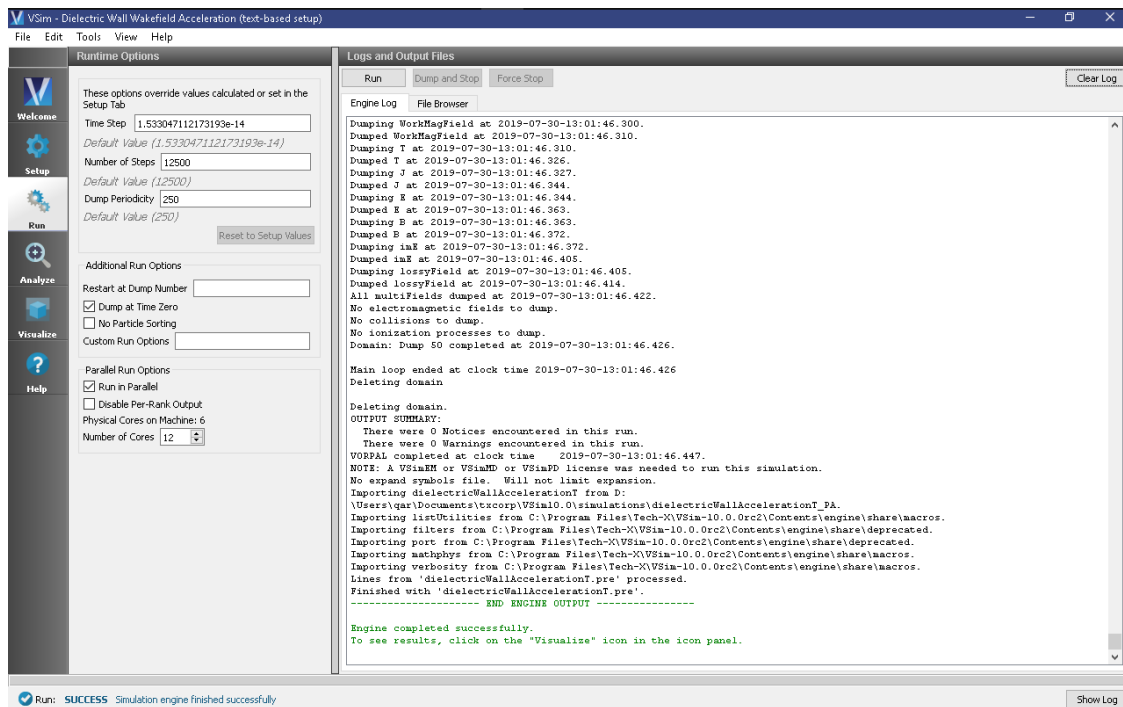 VSim - Dielectric Wall Wakefield Acceleration (text-based setup)
File Edit Tools View Help
Welcome
Setup
Run
Analyze
Visualize
Help
Runtime Options
These options override values calculated or set in the
Setup Tab
Time Step 1.533047112173193e-14
Default Value (1.533047112173193e-14)
Number of Steps 12500
Default Value (12500)
Dump Periodicity 250
Default Value (250)
Reset to Setup Values
Additional Run Options
Restart at Dump Number
Dump at Time Zero
No Particle Sorting
Custom Run Options
Parallel Run Options
Run in Parallel
Disable Per-Rank Output
Physical Cores on Machine: 6
Number of Cores 12
Logs and Output Files
Run Dump and Stop Force Stop Clear Log
Engine Log File Browser
Dumping WorkMagField at 2019-07-30-13:01:46.300.
Dumped WorkMagField at 2019-07-30-13:01:46.310.
Dumping T at 2019-07-30-13:01:46.310.
Dumped T at 2019-07-30-13:01:46.326.
Dumping J at 2019-07-30-13:01:46.327.
Dumped J at 2019-07-30-13:01:46.344.
Dumping E at 2019-07-30-13:01:46.344.
Dumped E at 2019-07-30-13:01:46.363.
Dumping B at 2019-07-30-13:01:46.363.
Dumped B at 2019-07-30-13:01:46.372.
Dumping imE at 2019-07-30-13:01:46.372.
Dumped imE at 2019-07-30-13:01:46.405.
Dumping lossyField at 2019-07-30-13:01:46.405.
Dumped lossyField at 2019-07-30-13:01:46.414.
All multiFields dumped at 2019-07-30-13:01:46.422.
No electromagnetic fields to dump.
No collisions to dump.
No ionization processes to dump.
Domain: Dump 50 completed at 2019-07-30-13:01:46.426.
Main loop ended at clock time 2019-07-30-13:01:46.426
Deleting domain
Deleting domain.
OUTPUT SUMMARY:
There were 0 Notices encountered in this run.
There were 0 Warnings encountered in this run.
VORPAL completed at clock time 2019-07-30-13:01:46.447.
NOTE: A VSimEM or VSimMD or VSimPD license was needed to run this simulation.
No expand symbols file. Will not limit expansion.
Importing dielectricWallAccelerationT from D:
\Users\qar\Documents\txcorp\VSim10.0\simulations\dielectricWallAccelerationT_PA.
Importing listUtilities from C:\Program Files\Tech-X\VSim-10.0.0rc2\Contents\engine\share\macros.
Importing filters from C:\Program Files\Tech-X\VSim-10.0.0rc2\Contents\engine\share\deprecated.
Importing port from C:\Program Files\Tech-X\VSim-10.0.0rc2\Contents\engine\share\deprecated.
Importing mathphys from C:\Program Files\Tech-X\VSim-10.0.0rc2\Contents\engine\share\macros.
Importing verbosity from C:\Program Files\Tech-X\VSim-10.0.0rc2\Contents\engine\share\macros.
Lines from 'dielectricWallAccelerationT.pre' processed.
Finished with 'dielectricWallAccelerationT.pre'.
--------------------- END ENGINE OUTPUT ----------------
Engine completed successfully.
To see results, click on the "Visualize" icon in the icon panel.
Run: SUCCESS Simulation engine finished successfully
Show Log